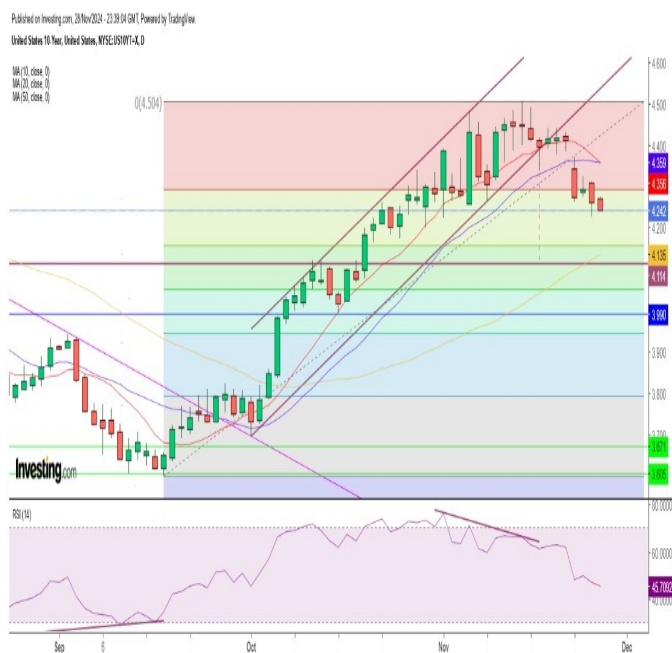 Published on Investing.com, 28/Nov/2024 - 23:39:04 GMT, Powered by TradingView.
United States 10-Year, United States, NYSE:US10YT=X, D
MA (10, close, 0)
MA (20, close, 0)
MA (50, close, 0)
0(4.504)
4.600
4.500
4.400
4.359
4.356
4.242
4.200
4.135
4.114
3.990
3.900
3.800
3.700
3.671
3.605
Investing.com
RSI (14)
80.0000
60.0000
45.7092
40.0000
Sep
6
Oct
Nov
Dec